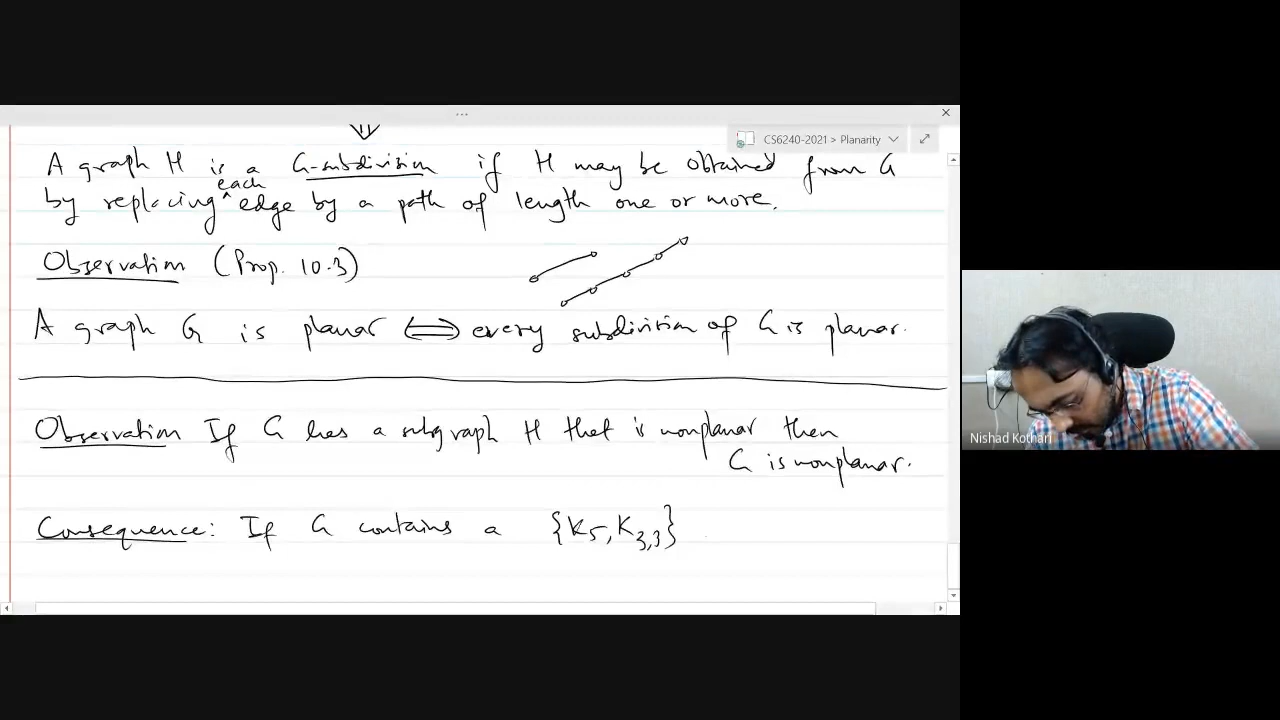 CS6240-2021 > Planarity
A graph H is a G-subdivision if H may be obtained from G
each
by replacing ^ edge by a path of length one or more.
Observation (Prop. 10.3)
A graph G is planar ⟺ every subdivision of G is planar.
Observation If G has a subgraph H that is nonplanar then
G is nonplanar.
Consequence: If G contains a {K5, K3,3}
Nishad Kothari